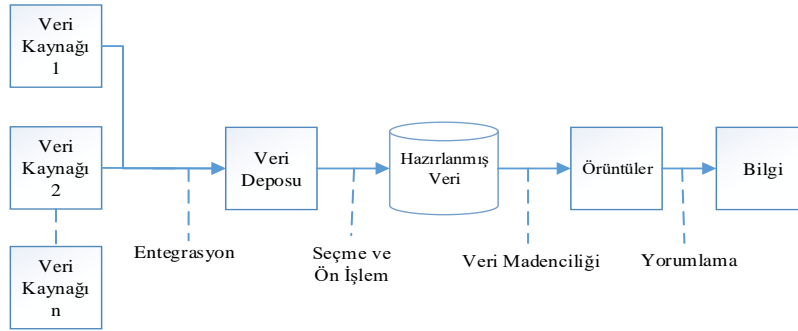 Veri
Kaynağı
1
Veri
Kaynağı
2
Veri
Kaynağı
n
Entegrasyon
Veri
Deposu
Seçme ve
Ön İşlem
Hazırlanmış
Veri
Veri Madenciliği
Örüntüler
Yorumlama
Bilgi